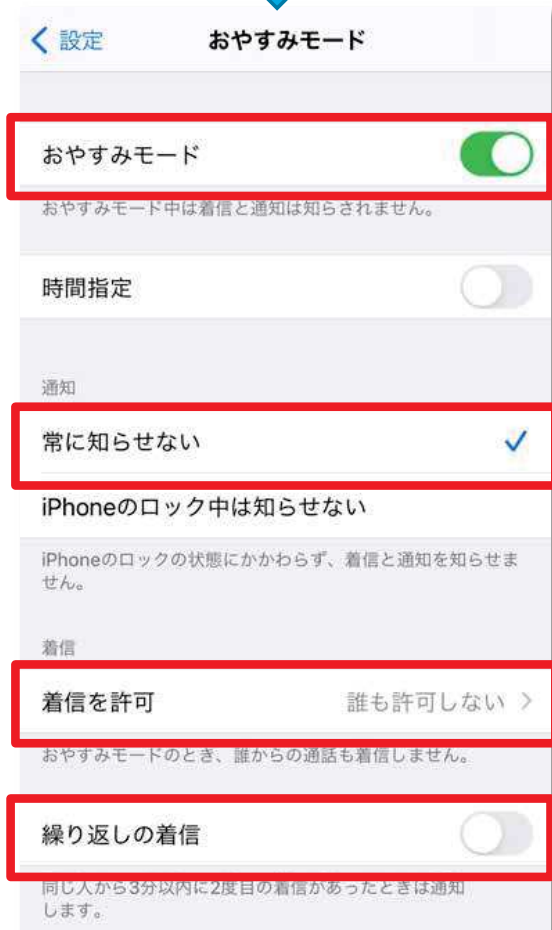 設定
おやすみモード
おやすみモード
おやすみモード中は着信と通知は知らされません。
時間指定
通知
常に知らせない
iPhoneのロック中は知らせない
iPhoneのロックの状態にかかわらず、着信と通知を知らせま
せん。
着信
着信を許可 誰も許可しない
おやすみモードのとき、誰からの通話も着信しません。
繰り返しの着信
同じ人から3分以内に2度目の着信があったときは通知
します。